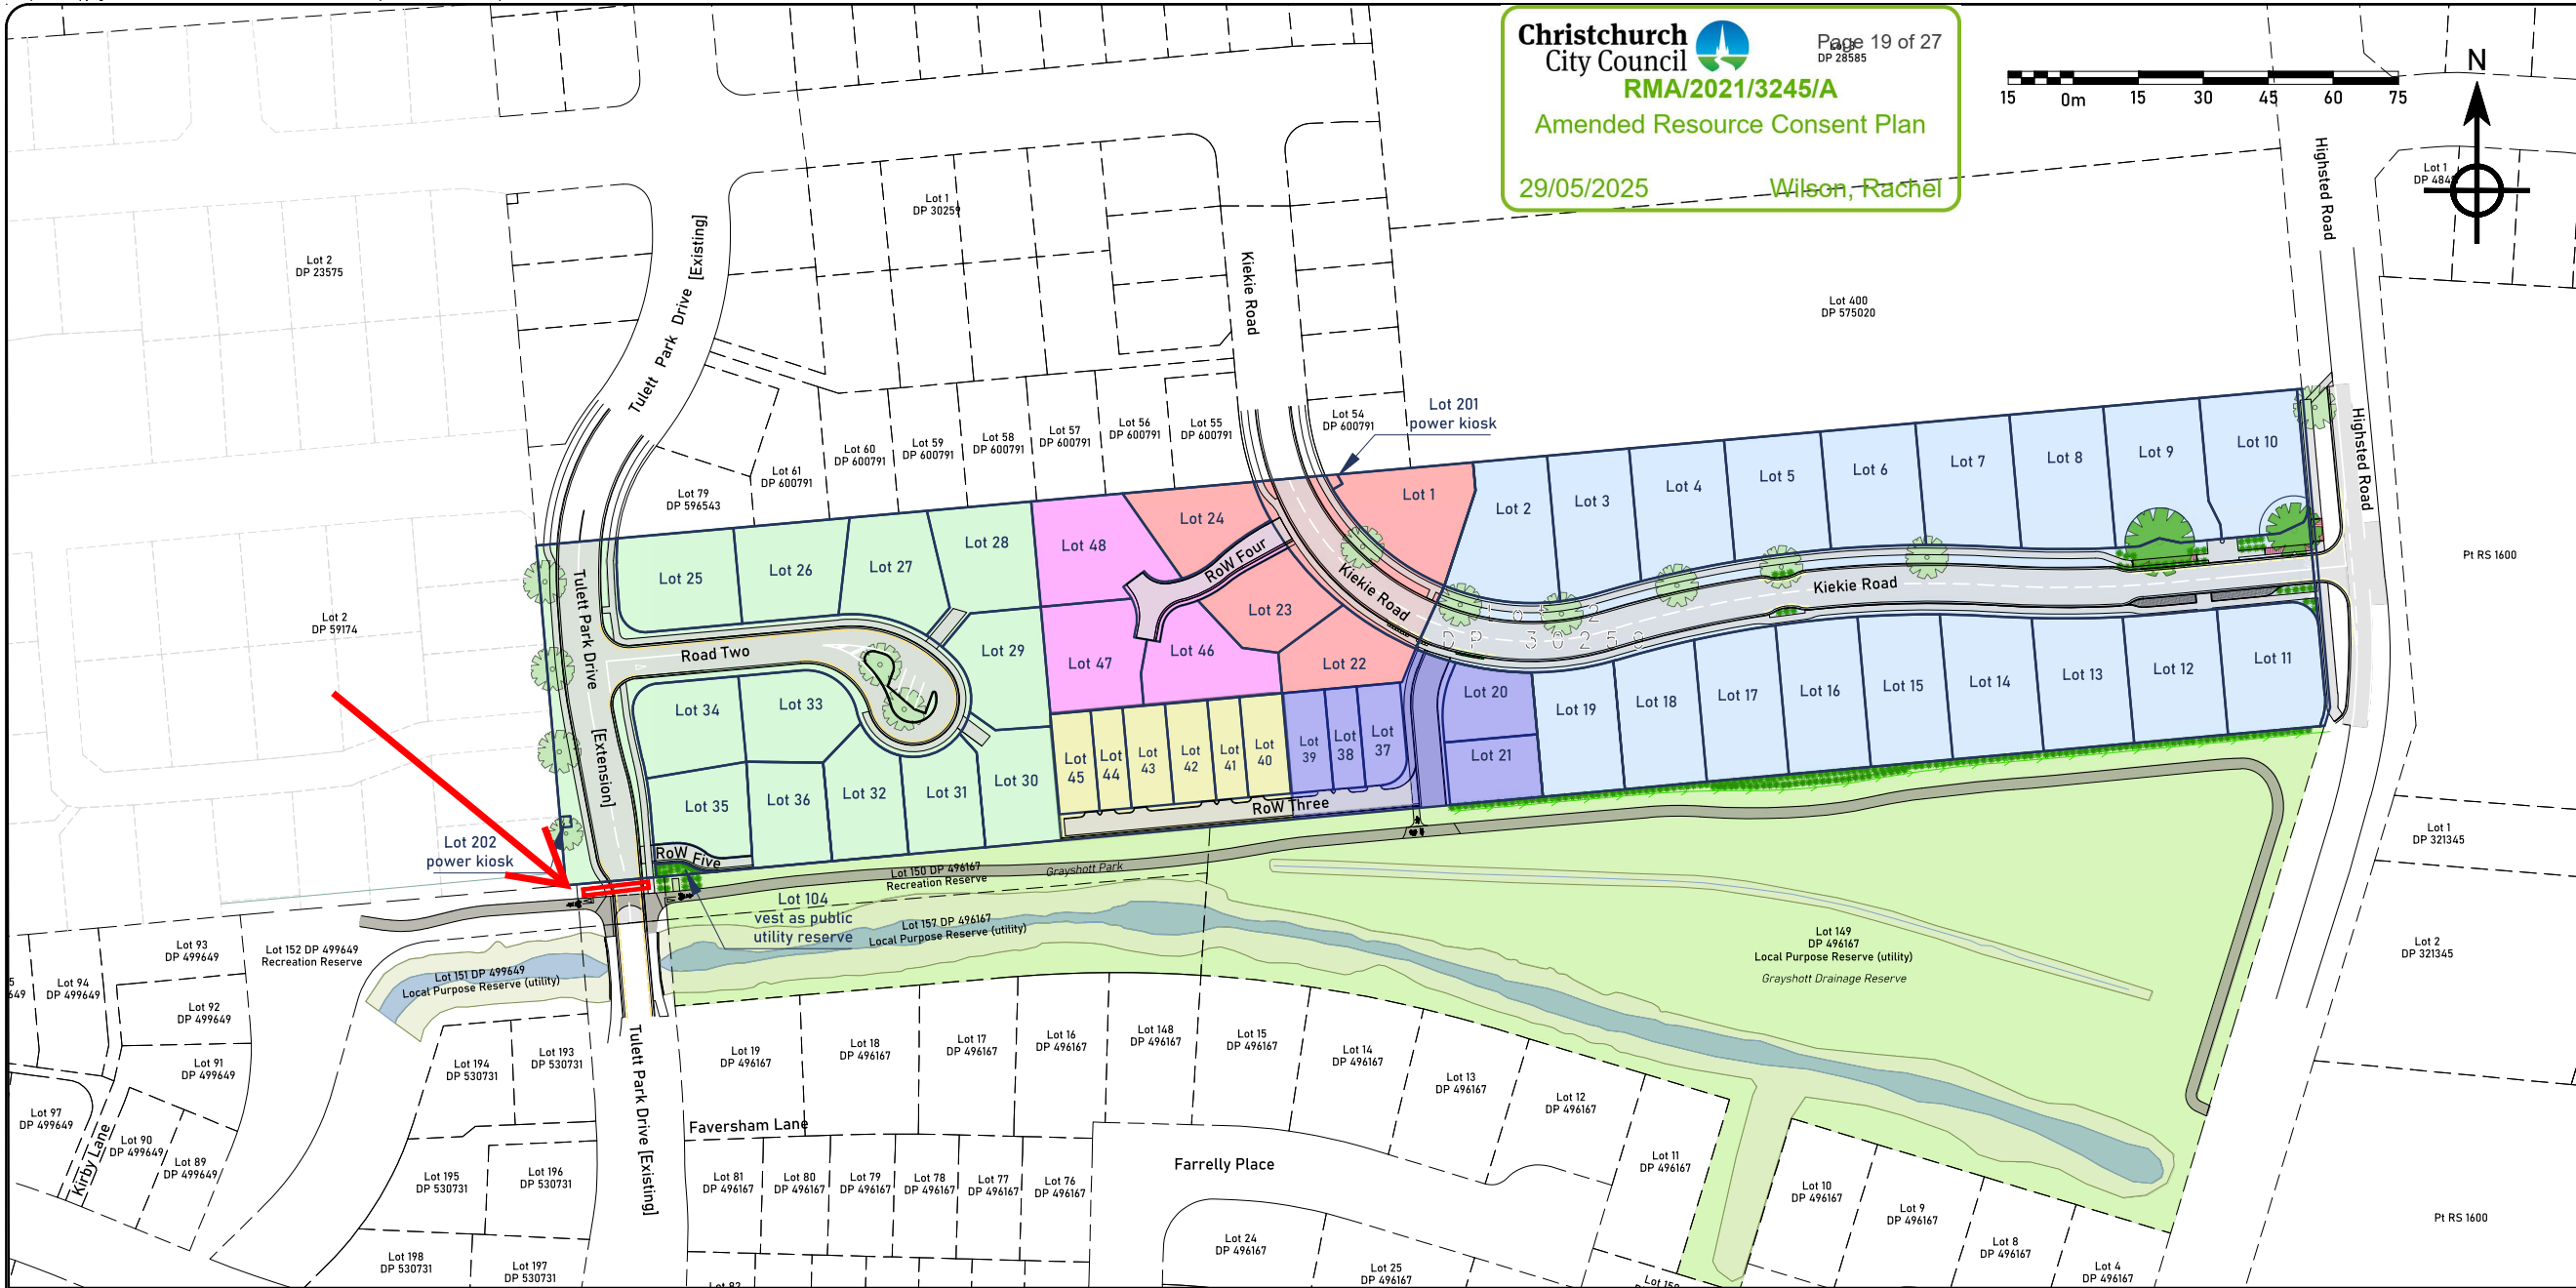 Christchurch
City Council
Page 19 of 27
DP 28585
RMA/2021/3245/A
Amended Resource Consent Plan
29/05/2025
Wilson, Rachel
15 0m 15 30 45 60 75
N
Highsted Road
Lot 1
Lot 1
DP 30259
Lot 2
DP 23575
Tulett Park Drive [Existing]
Kiekie Road
Lot 400
DP 575020
Lot 201
power kiosk
Lot 54
DP 600791
Lot 55
DP 600791
Lot 56
DP 600791
Lot 57
DP 600791
Lot 58
DP 600791
Lot 59
DP 600791
Lot 60
DP 600791
Lot 61
DP 600791
Lot 79
DP 596543
Highsted Road
Lot 10
Lot 9
Lot 8
Lot 7
Lot 6
Lot 5
Lot 4
Lot 3
Lot 2
Lot 1
Lot 24
Lot 48
Lot 28
Lot 27
Lot 26
Lot 25
Pt RS 1600
RoW Four
Kiekie Road
Kiekie Road
Lot 2
DP 30259
Lot 2
DP 59174
Tulett Park Drive
[Extension]
Road Two
Lot 29
Lot 47
Lot 46
Lot 23
Lot 22
Lot 20
Lot 21
Lot 19
Lot 18
Lot 17
Lot 16
Lot 15
Lot 14
Lot 13
Lot 12
Lot 11
Lot 34
Lot 33
Lot 35
Lot 36
Lot 32
Lot 31
Lot 30
Lot
45
Lot
44
Lot
43
Lot
42
Lot
41
Lot
40
Lot
39
Lot
38
Lot
37
RoW Three
RoW Five
Lot 202
power kiosk
Lot 104
vest as public
utility reserve
Lot 150 DP 496167
Recreation Reserve
Grayshott Park
Lot 157 DP 496167
Local Purpose Reserve (utility)
Lot 149
DP 496167
Local Purpose Reserve (utility)
Grayshott Drainage Reserve
Lot 1
DP 321345
Lot 2
DP 321345
Lot 152 DP 499649
Recreation Reserve
Lot 151 DP 499649
Local Purpose Reserve (utility)
Lot 93
DP 499649
Lot 94
DP 499649
Lot 92
DP 499649
Lot 91
DP 499649
Lot 97
DP 499649
Kirby Lane
Lot 90
DP 499649
Lot 89
DP 499649
Lot 194
DP 530731
Lot 193
DP 530731
Lot 195
DP 530731
Lot 196
DP 530731
Lot 198
DP 530731
Lot 197
DP 530731
Tulett Park Drive [Existing]
Lot 19
DP 496167
Lot 18
DP 496167
Lot 17
DP 496167
Lot 16
DP 496167
Lot 148
DP 496167
Lot 15
DP 496167
Lot 14
DP 496167
Lot 13
DP 496167
Lot 12
DP 496167
Lot 11
DP 496167
Lot 10
DP 496167
Lot 9
DP 496167
Lot 8
DP 496167
Lot 4
DP 496167
Faversham Lane
Lot 81
DP 496167
Lot 80
DP 496167
Lot 79
DP 496167
Lot 78
DP 496167
Lot 77
DP 496167
Lot 76
DP 496167
Farrelly Place
Lot 24
DP 496167
Lot 25
DP 496167
Pt RS 1600